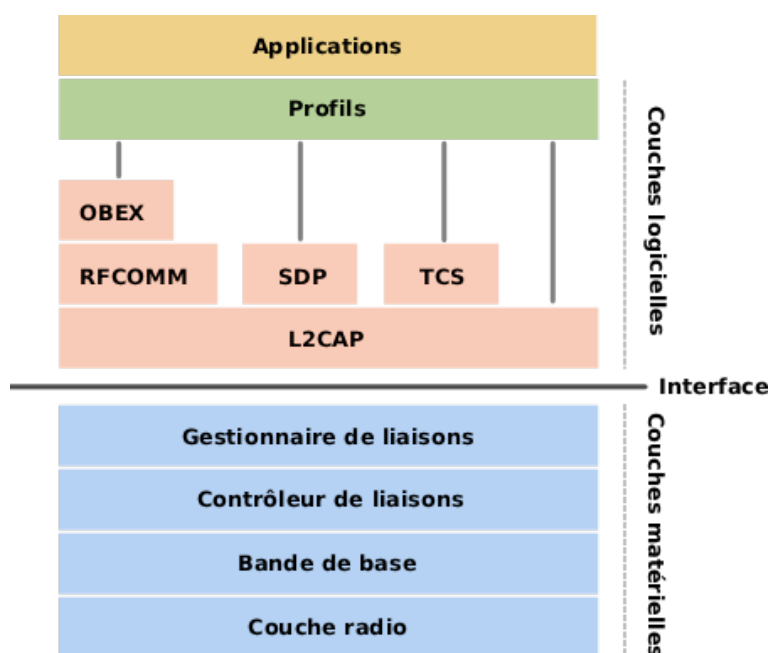 Applications
Profils
OBEX
RFCOMM
SDP
TCS
L2CAP
Couches logicielles
Interface
Gestionnaire de liaisons
Contrôleur de liaisons
Bande de base
Couche radio
Couches matérielles